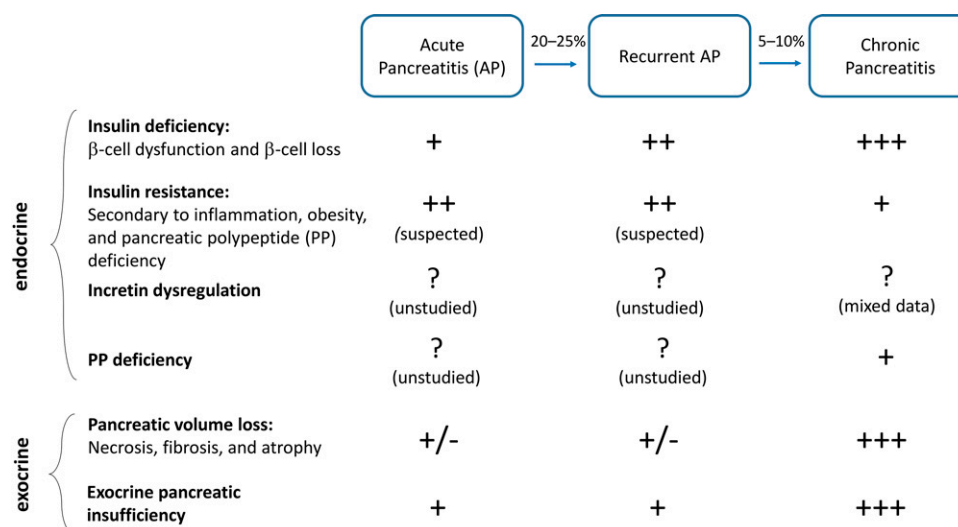 Acute
Pancreatitis (AP)
20–25%
Recurrent AP
5–10%
Chronic
Pancreatitis
endocrine
Insulin deficiency:
β-cell dysfunction and β-cell loss
+
++
+++
Insulin resistance:
Secondary to inflammation, obesity,
and pancreatic polypeptide (PP)
deficiency
++
(suspected)
++
(suspected)
+
Incretin dysregulation
?
(unstudied)
?
(unstudied)
?
(mixed data)
PP deficiency
?
(unstudied)
?
(unstudied)
+
exocrine
Pancreatic volume loss:
Necrosis, fibrosis, and atrophy
+/-
+/-
+++
Exocrine pancreatic
insufficiency
+
+
+++